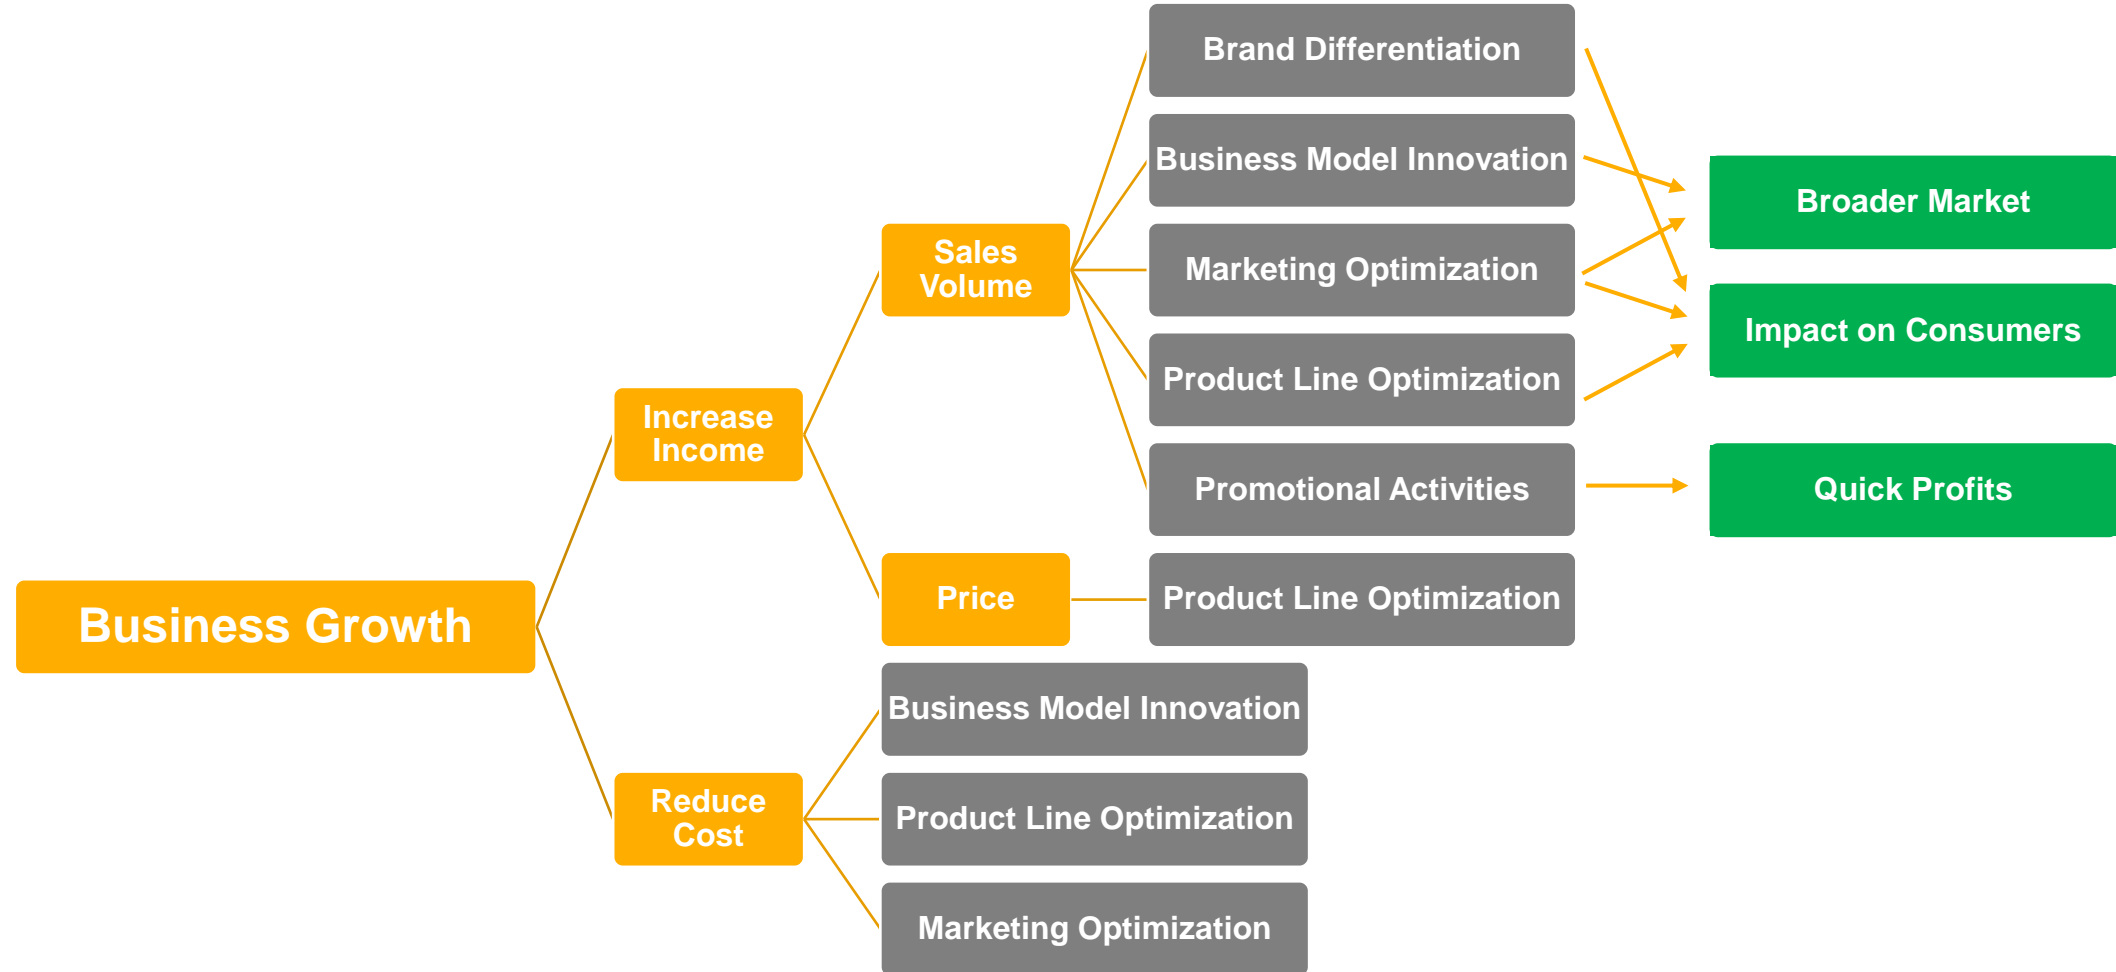 Brand Differentiation
Business Model Innovation
Broader Market
Sales
Volume
Marketing Optimization
Impact on Consumers
Product Line Optimization
Increase
Income
Promotional Activities
Quick Profits
Price
Product Line Optimization
Business Growth
Business Model Innovation
Reduce
Cost
Product Line Optimization
Marketing Optimization